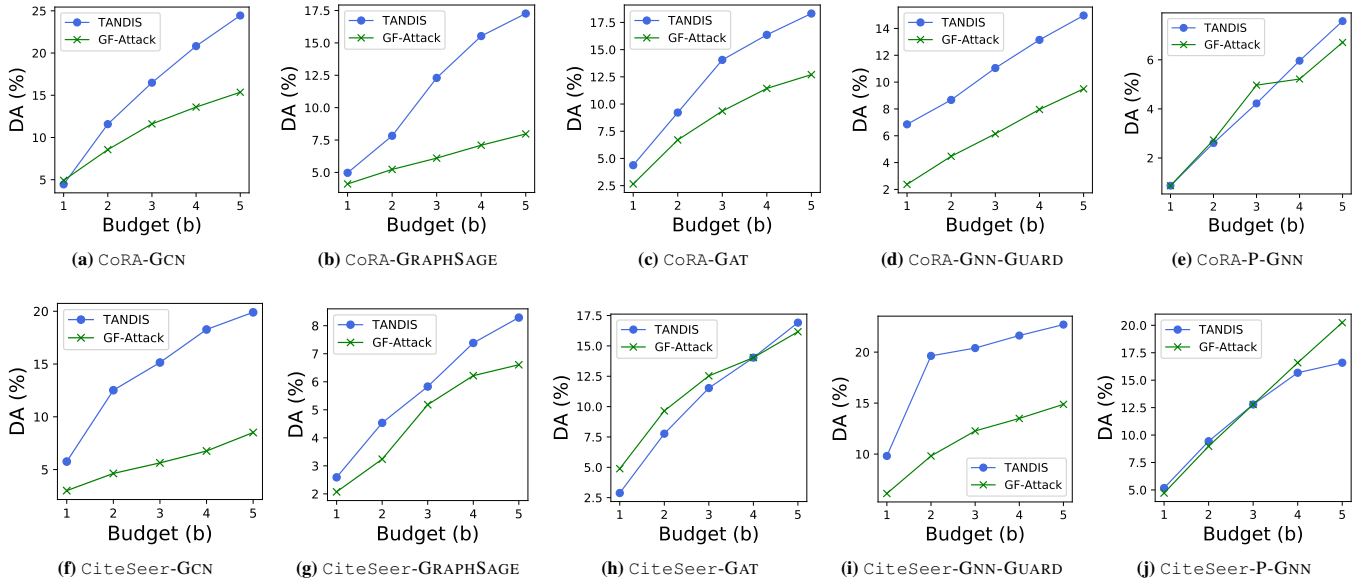 TANDIS
GF-Attack
DA (%)
25
20
15
10
5
1 2 3 4 5
Budget (b)
(a) CoRA-GCN
TANDIS
GF-Attack
DA (%)
17.5
15.0
12.5
10.0
7.5
5.0
1 2 3 4 5
Budget (b)
(b) CoRA-GRAPHSAGE
TANDIS
GF-Attack
DA (%)
17.5
15.0
12.5
10.0
7.5
5.0
2.5
1 2 3 4 5
Budget (b)
(c) CoRA-GAT
TANDIS
GF-Attack
DA (%)
14
12
10
8
6
4
2
1 2 3 4 5
Budget (b)
(d) CoRA-GNN-GUARD
TANDIS
GF-Attack
DA (%)
6
4
2
1 2 3 4 5
Budget (b)
(e) CoRA-P-GNN
TANDIS
GF-Attack
DA (%)
20
15
10
5
1 2 3 4 5
Budget (b)
(f) CiteSeer-GCN
TANDIS
GF-Attack
DA (%)
8
7
6
5
4
3
2
1 2 3 4 5
Budget (b)
(g) CiteSeer-GRAPHSAGE
TANDIS
GF-Attack
DA (%)
17.5
15.0
12.5
10.0
7.5
5.0
2.5
1 2 3 4 5
Budget (b)
(h) CiteSeer-GAT
DA (%)
20
10
TANDIS
GF-Attack
1 2 3 4 5
Budget (b)
(i) CiteSeer-GNN-GUARD
TANDIS
GF-Attack
DA (%)
20.0
17.5
15.0
12.5
10.0
7.5
5.0
1 2 3 4 5
Budget (b)
(j) CiteSeer-P-GNN